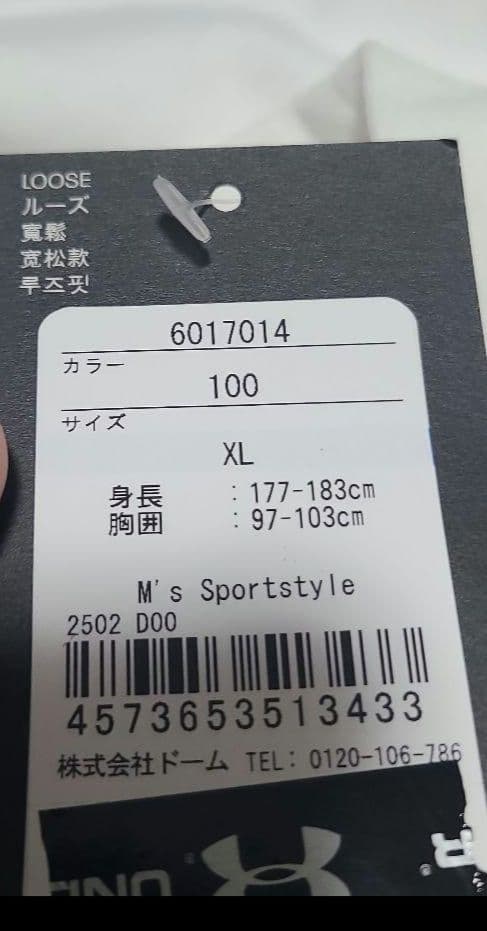 LOOSE
ルーズ
寬鬆
宽松款
루즈핏
6017014
カラー
100
サイズ
XL
身長 : 177-183cm
胸囲 : 97-103cm
M's Sportstyle
2502 D00
4573653513433
株式会社ドーム TEL: 0120-106-786